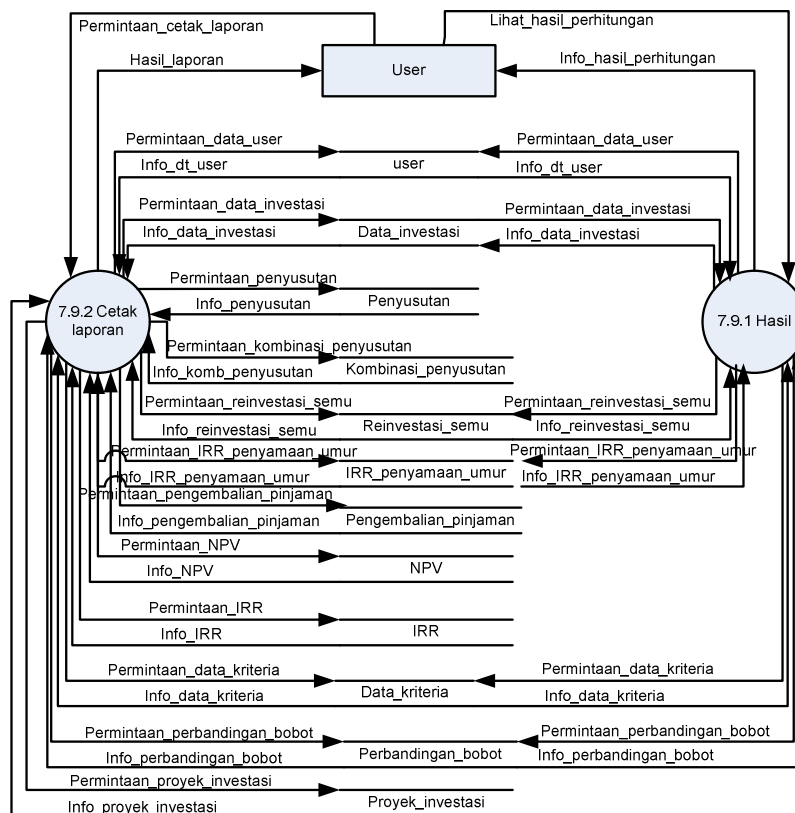 Permintaan_cetak_laporan
Lihat_hasil_perhitungan
Hasil_laporan
User
Info_hasil_perhitungan
Permintaan_data_user
Permintaan_data_user
Info_dt_user
user
Info_dt_user
Permintaan_data_investasi
Permintaan_data_investasi
Info_data_investasi
Data_investasi
Info_data_investasi
Permintaan_penyusutan
Info_penyusutan
Penyusutan
7.9.2 Cetak
laporan
7.9.1 Hasil
Permintaan_kombinasi_penyusutan
Info_komb_penyusutan
Kombinasi_penyusutan
Permintaan_reinvestasi_semu
Permintaan_reinvestasi_semu
Info_reinvestasi_semu
Reinvestasi_semu
Info_reinvestasi_semu
Permintaan_IRR_penyamaan_umur
Permintaan_IRR_penyamaan_umur
Info_IRR_penyamaan_umur
IRR_penyamaan_umur
Info_IRR_penyamaan_umur
Permintaan_pengembalian_pinjaman
Info_pengembalian_pinjaman
Pengembalian_pinjaman
Permintaan_NPV
Info_NPV
NPV
Permintaan_IRR
Info_IRR
IRR
Permintaan_data_kriteria
Permintaan_data_kriteria
Info_data_kriteria
Data_kriteria
Info_data_kriteria
Permintaan_perbandingan_bobot
Permintaan_perbandingan_bobot
Info_perbandingan_bobot
Perbandingan_bobot
Info_perbandingan_bobot
Permintaan_proyek_investasi
Info_proyek_investasi
Proyek_investasi